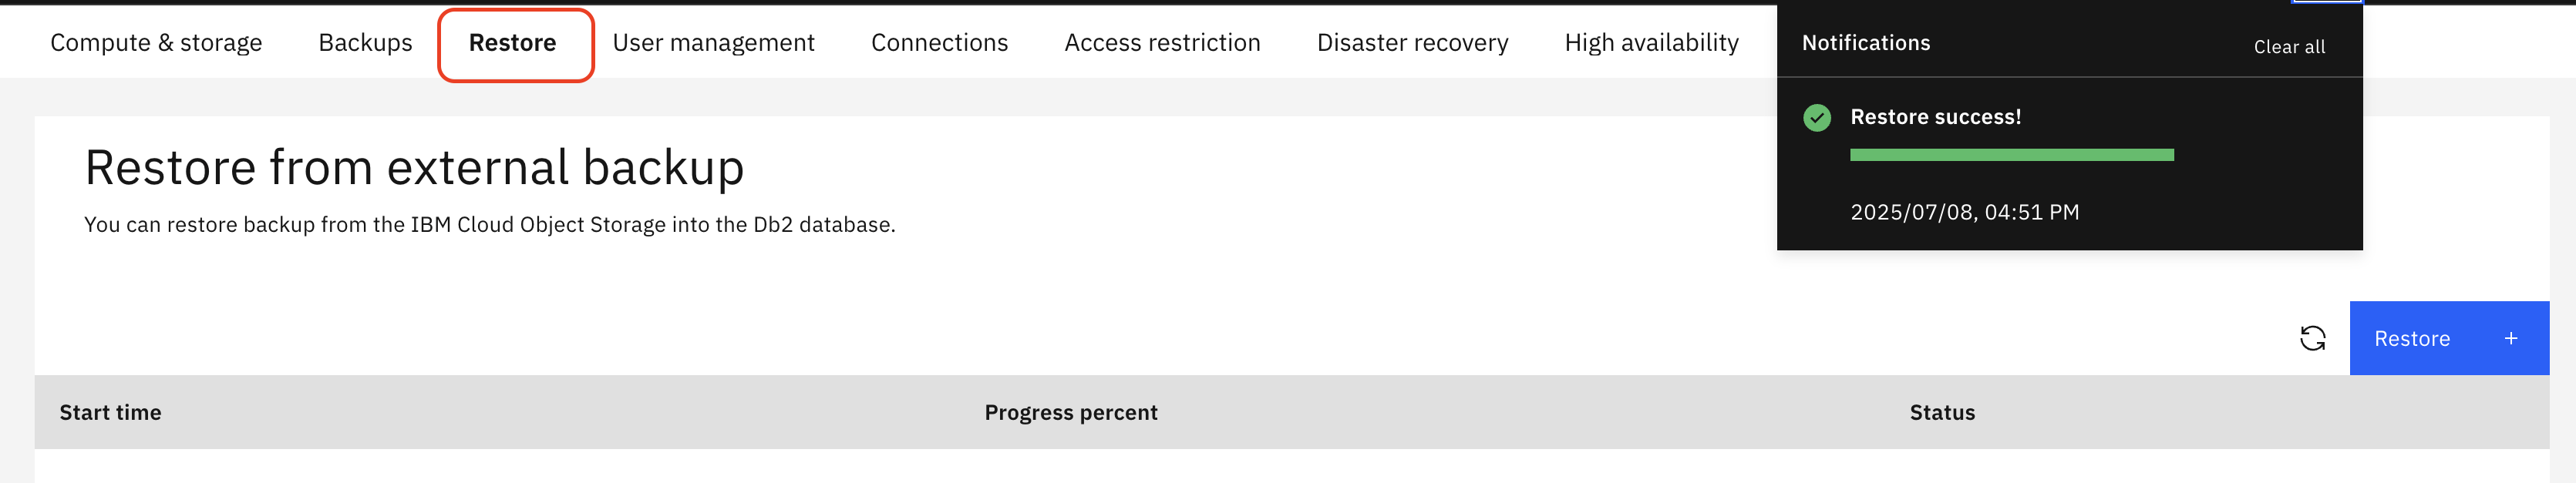 Compute & storage Backups Restore User management Connections Access restriction Disaster recovery High availability
Notifications Clear all
Restore success!
2025/07/08, 04:51 PM
Restore from external backup
You can restore backup from the IBM Cloud Object Storage into the Db2 database.
Restore +
Start time Progress percent Status